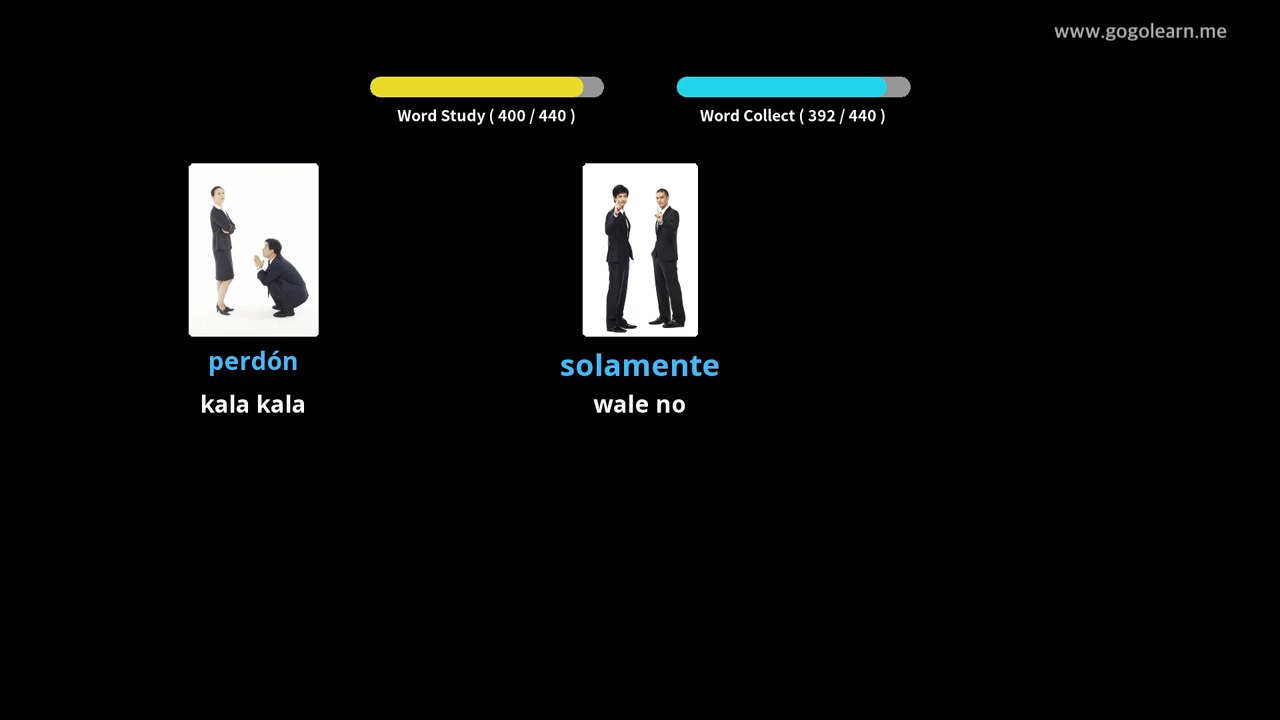 www.gogolearn.me
Word Study ( 400 / 440 )
Word Collect ( 392 / 440 )
perdón
kala kala
solamente
wale no